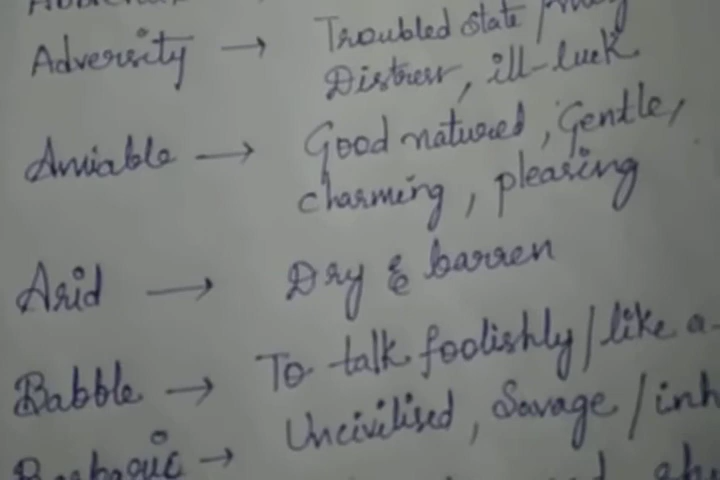 Adversity → Troubled state /
Distress, ill-luck
Amiable → Good natured, Gentle,
charming, pleasing
Arid → Dry & barren
Babble → To talk foolishly / like a
Barbaric → Uncivilised, Savage / inh